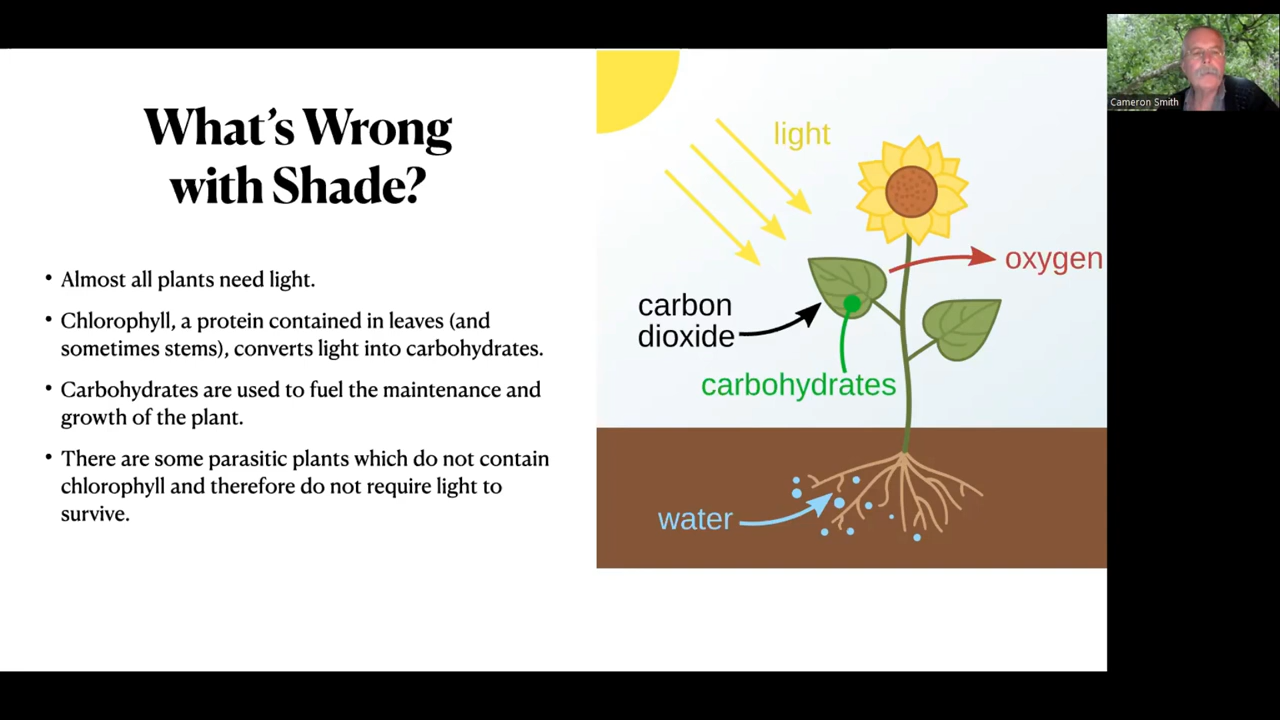 What's Wrong
with Shade?
• Almost all plants need light.
• Chlorophyll, a protein contained in leaves (and
sometimes stems), converts light into carbohydrates.
• Carbohydrates are used to fuel the maintenance and
growth of the plant.
• There are some parasitic plants which do not contain
chlorophyll and therefore do not require light to
survive.
light
oxygen
carbon
dioxide
carbohydrates
water
Cameron Smith